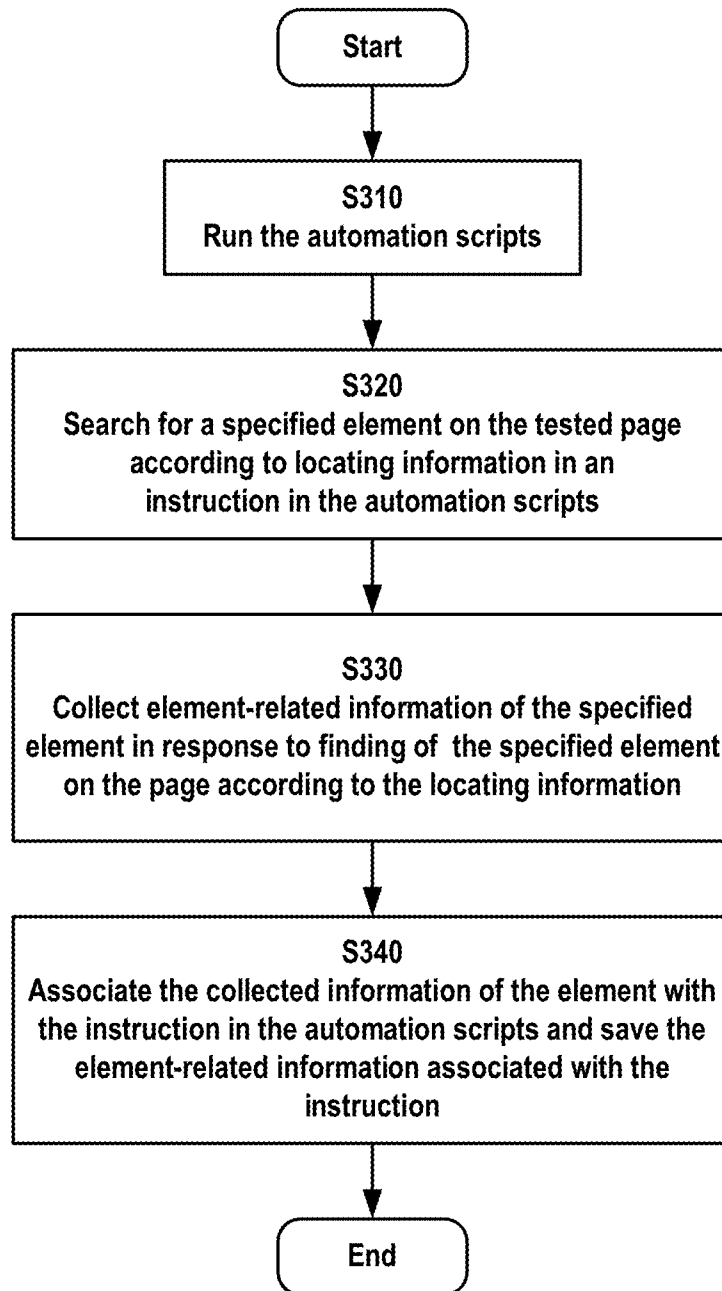 Start
S310
Run the automation scripts
S320
Search for a specified element on the tested page
according to locating information in an
instruction in the automation scripts
S330
Collect element-related information of the specified
element in response to finding of the specified element
on the page according to the locating information
S340
Associate the collected information of the element with
the instruction in the automation scripts and save the
element-related information associated with the
instruction
End